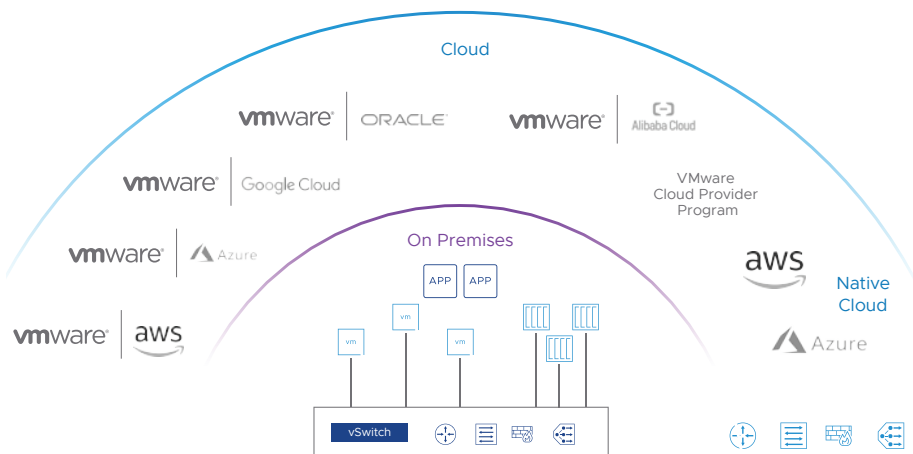 Cloud
vmware® ORACLE
vmware® Alibaba Cloud
vmware® Google Cloud
VMware
Cloud Provider
Program
On Premises
vmware® Azure
aws
Native
Cloud
APP APP
vm
vmware® aws
vm vm
Azure
vSwitch